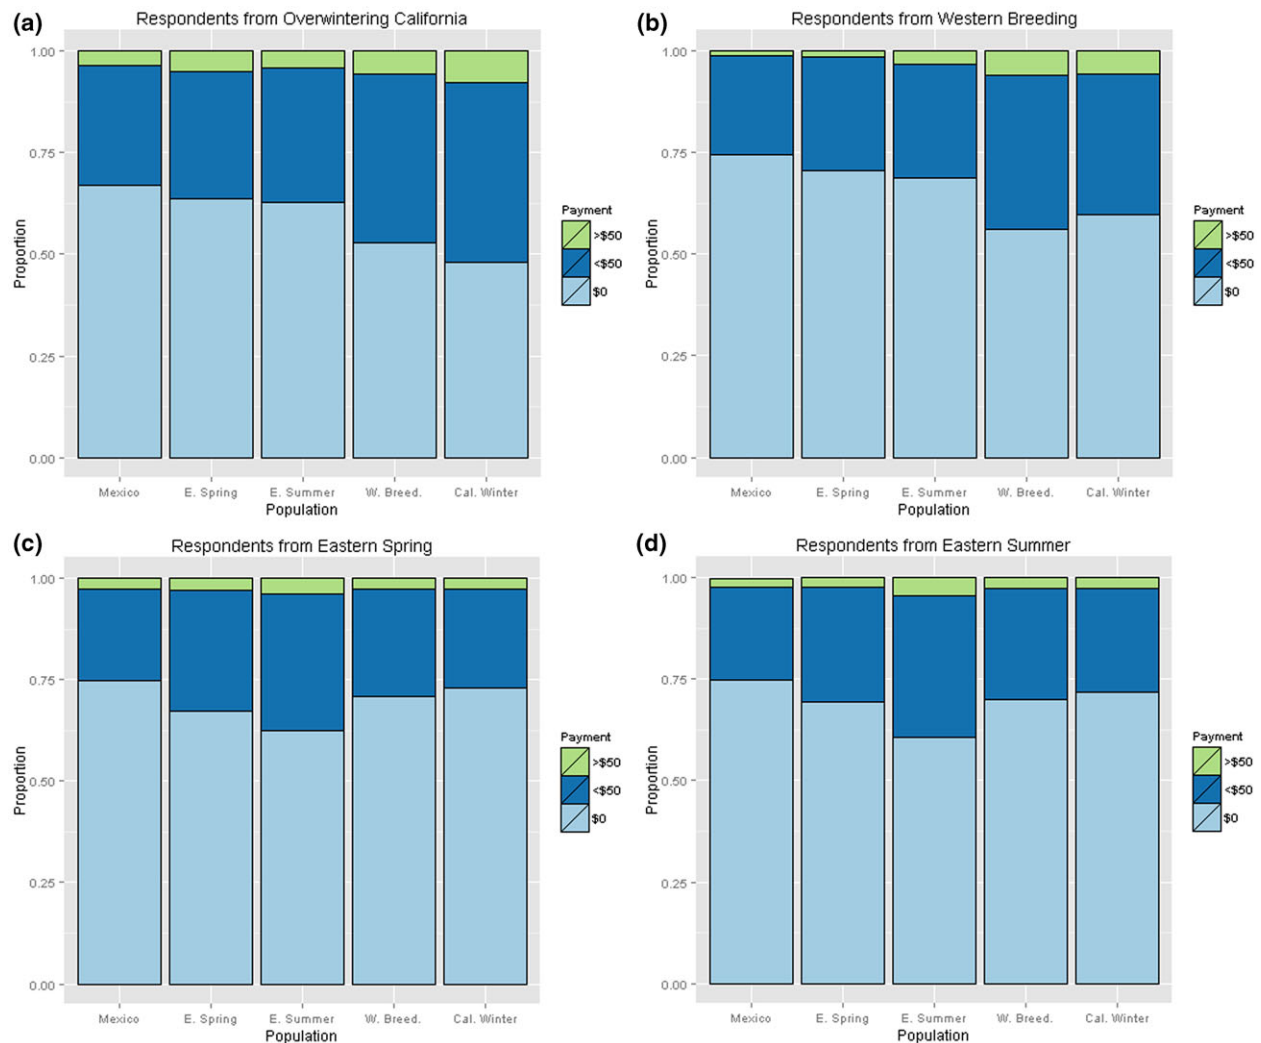 (a)
Respondents from Overwintering California
1.00
0.75
0.50
0.25
0.00
Proportion
Mexico E. Spring E. Summer W. Breed. Cal. Winter
Population
Payment
>$50
<$50
$0
(b)
Respondents from Western Breeding
1.00
0.75
0.50
0.25
0.00
Proportion
Mexico E. Spring E. Summer W. Breed. Cal. Winter
Population
Payment
>$50
<$50
$0
(c)
Respondents from Eastern Spring
1.00
0.75
0.50
0.25
0.00
Proportion
Mexico E. Spring E. Summer W. Breed. Cal. Winter
Population
Payment
>$50
<$50
$0
(d)
Respondents from Eastern Summer
1.00
0.75
0.50
0.25
0.00
Proportion
Mexico E. Spring E. Summer W. Breed. Cal. Winter
Population
Payment
>$50
<$50
$0